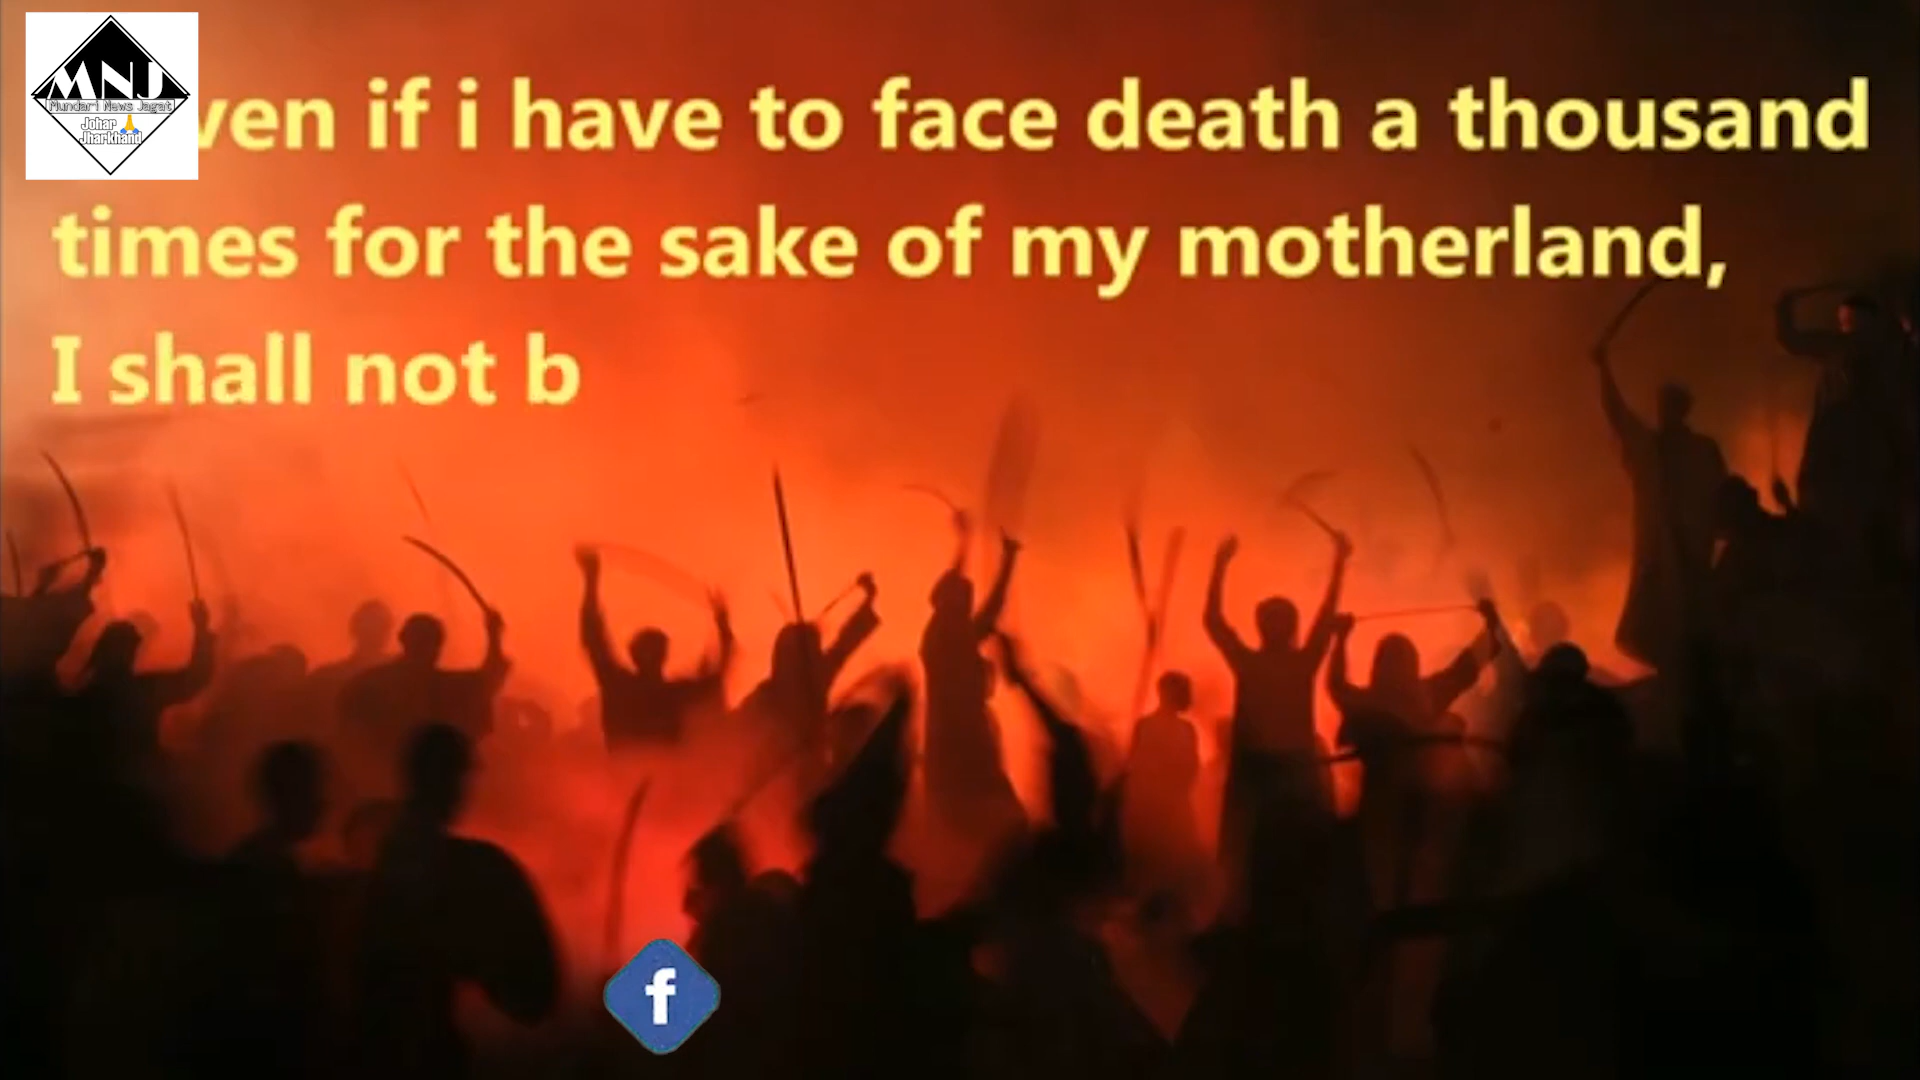 MNJ
Mundari News Jagat
Johar
Jharkhand
ven if i have to face death a thousand
times for the sake of my motherland,
I shall not b
f